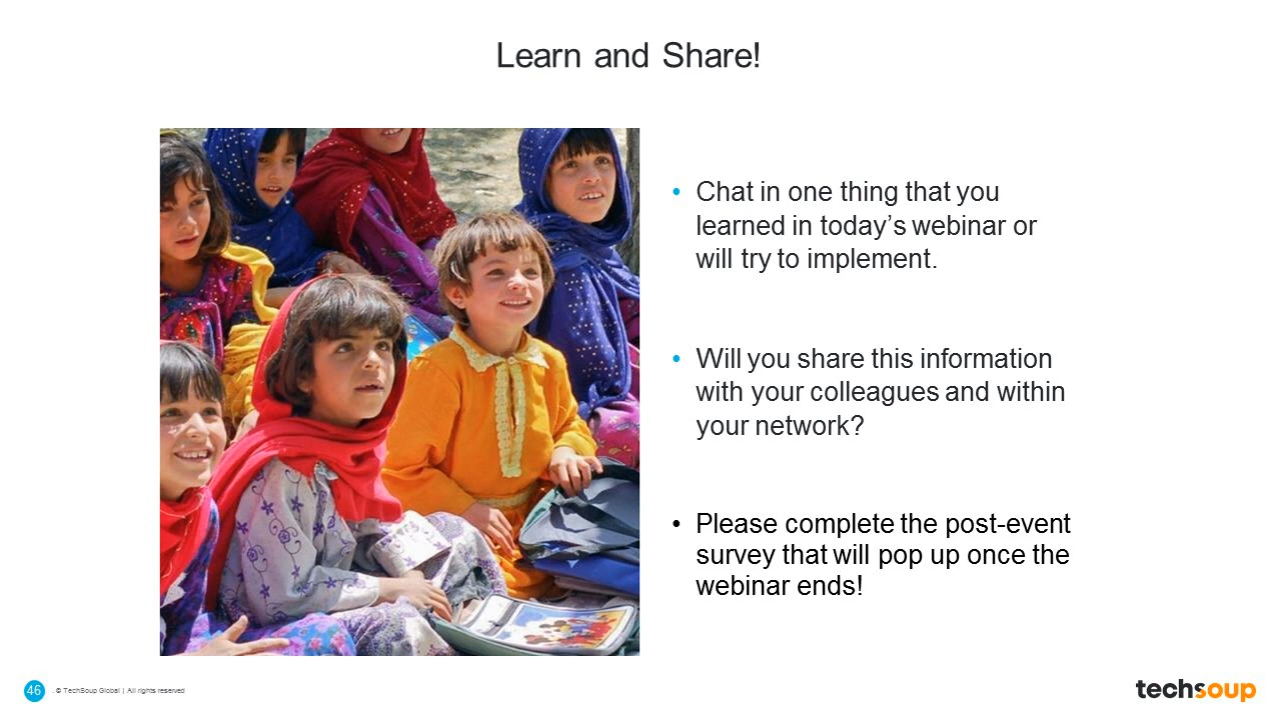 Learn and Share!
• Chat in one thing that you
learned in today’s webinar or
will try to implement.
• Will you share this information
with your colleagues and within
your network?
• Please complete the post-event
survey that will pop up once the
webinar ends!
46 . © TechSoup Global | All rights reserved
techsoup